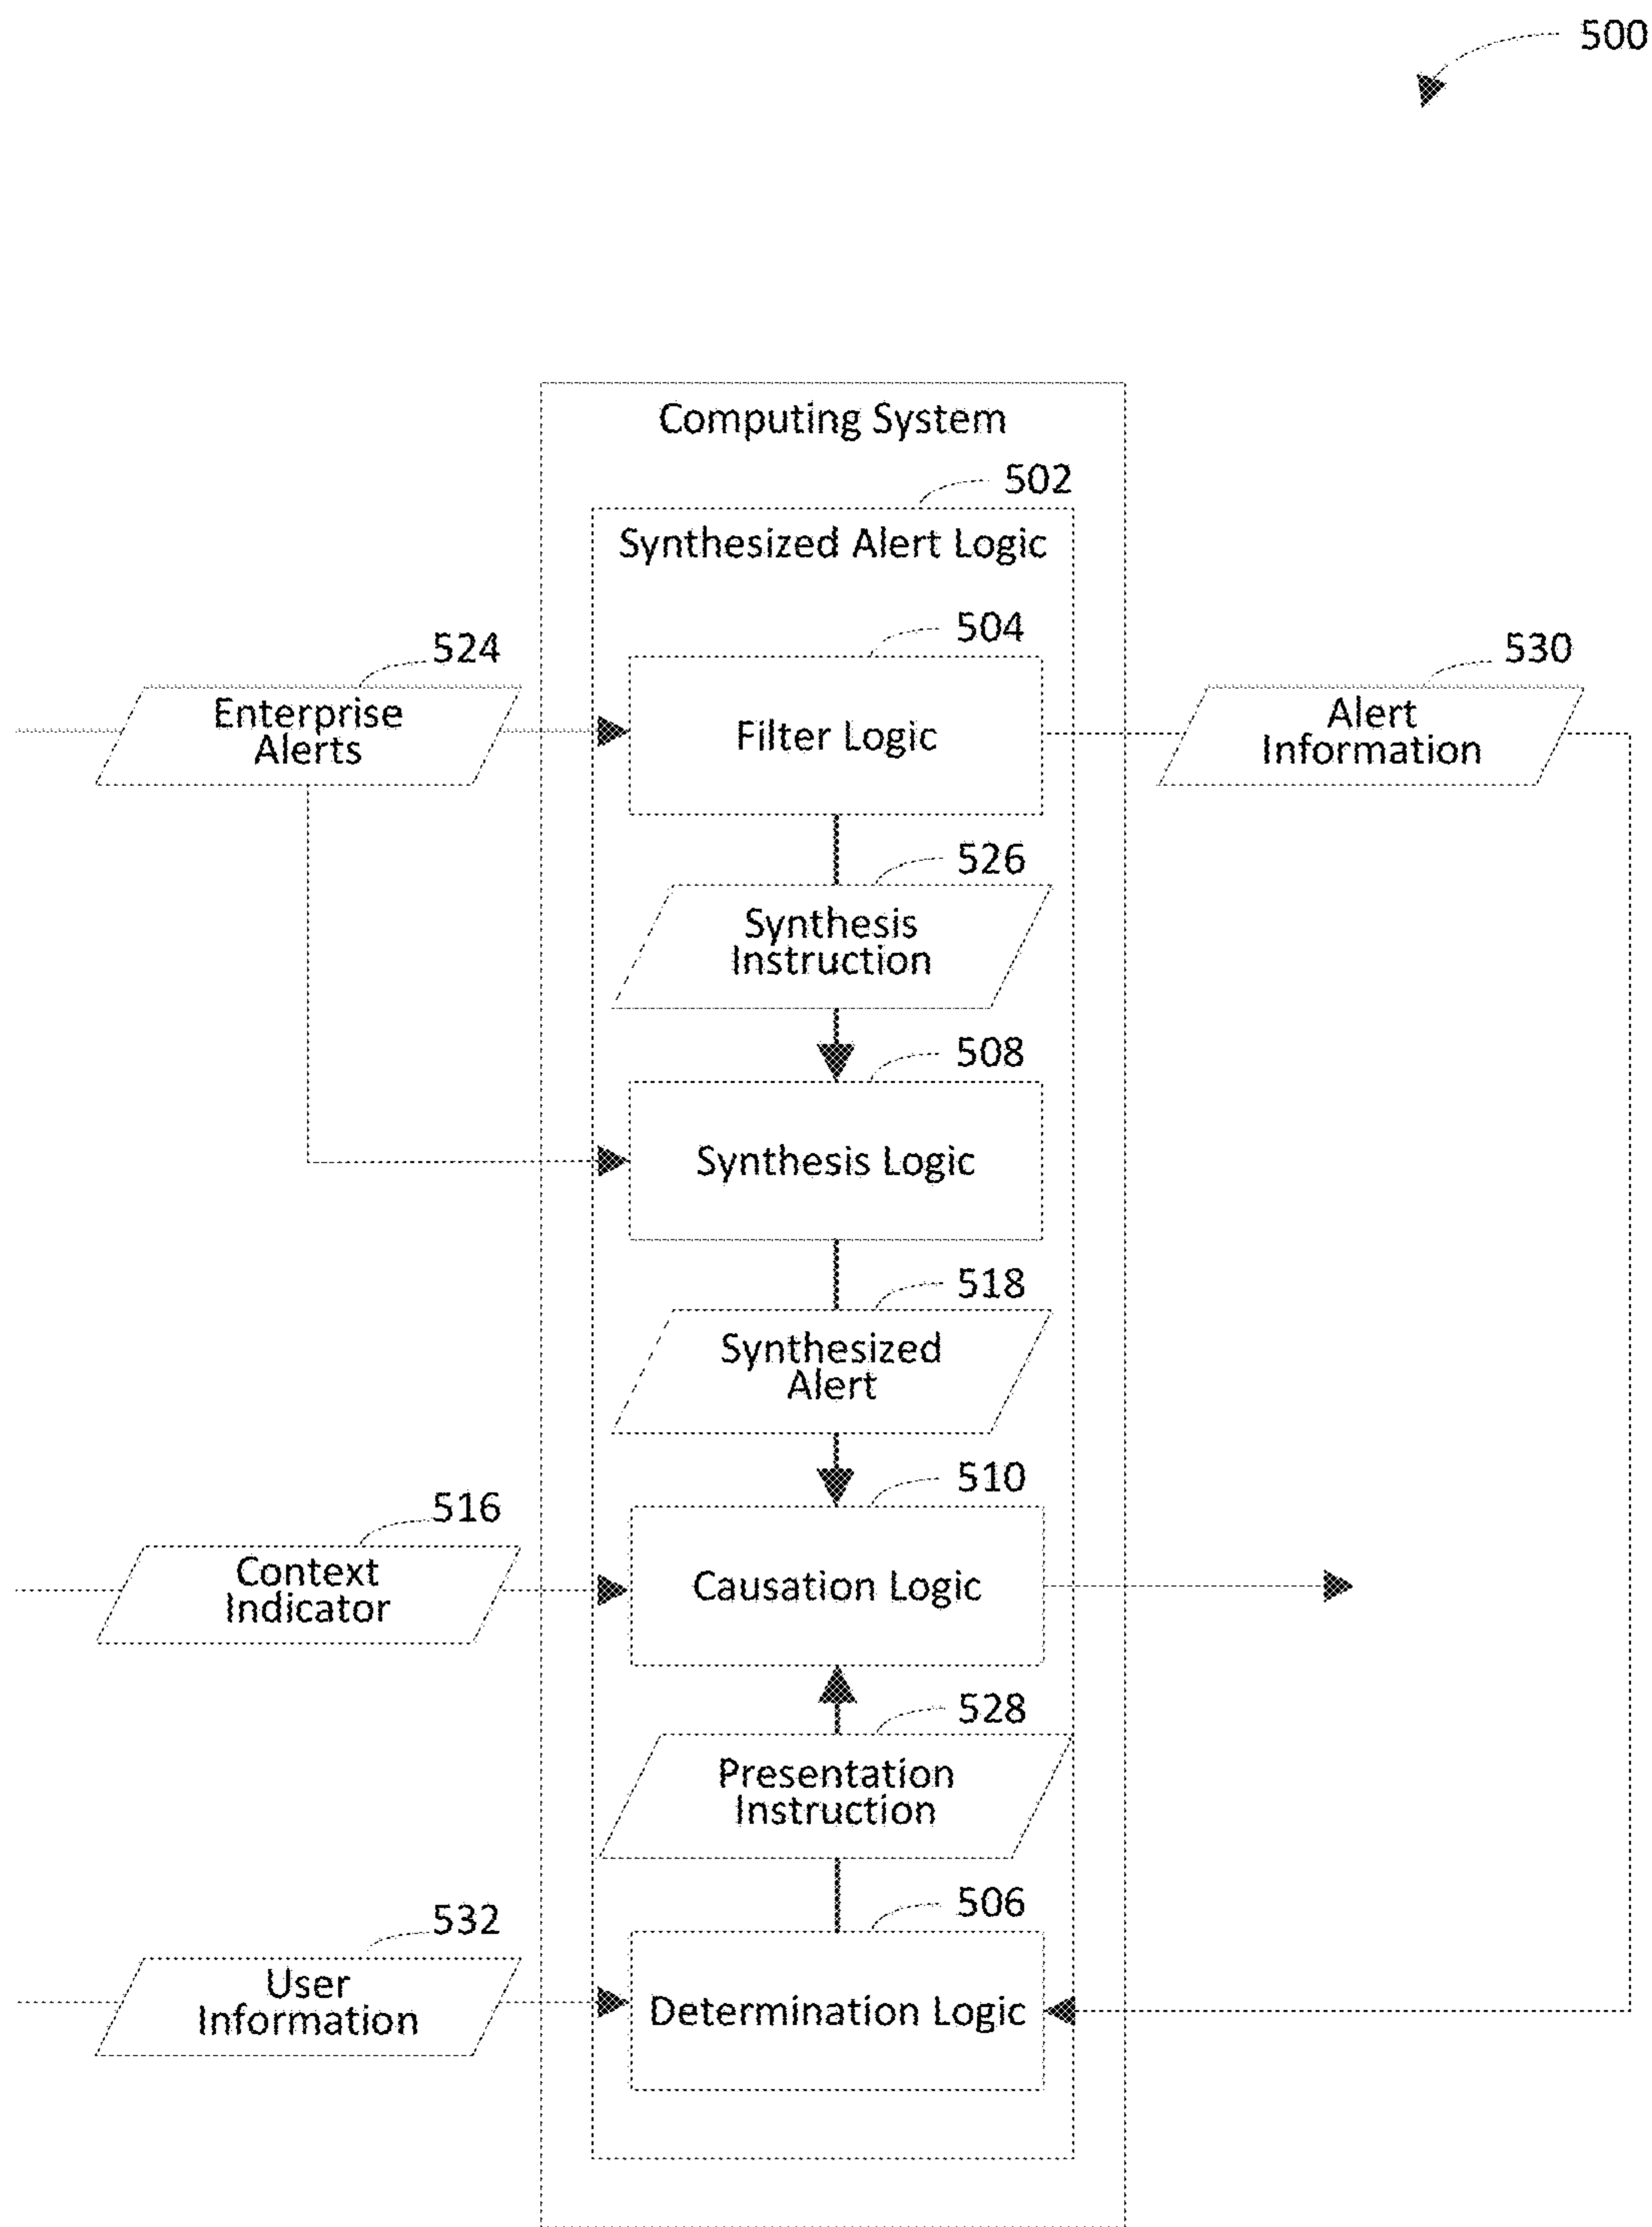 500
Computing System
502
Synthesized Alert Logic
524
504
530
Enterprise
Alerts
Filter Logic
Alert
Information
526
Synthesis
Instruction
508
Synthesis Logic
518
Synthesized
Alert
516
510
Context
Indicator
Causation Logic
528
Presentation
Instruction
532
506
User
Information
Determination Logic